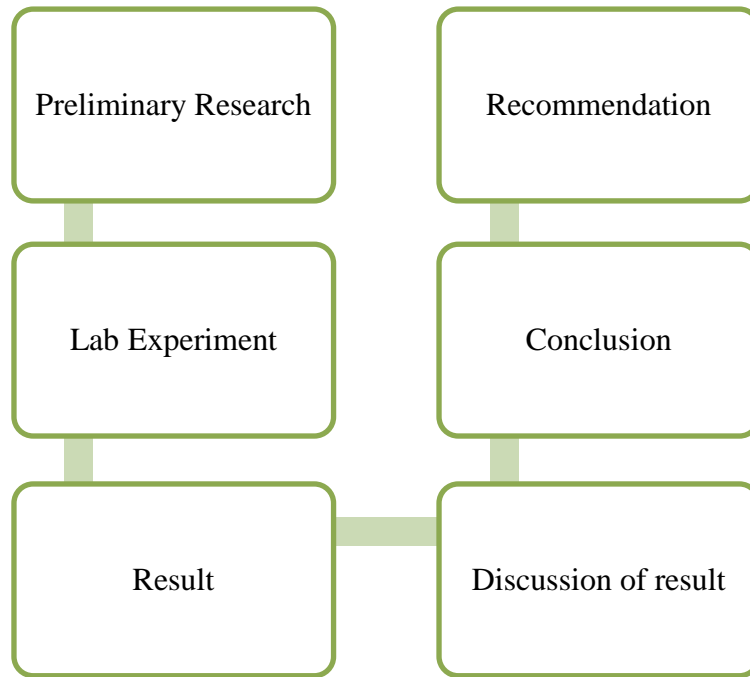 Preliminary Research
Lab Experiment
Result
Discussion of result
Conclusion
Recommendation